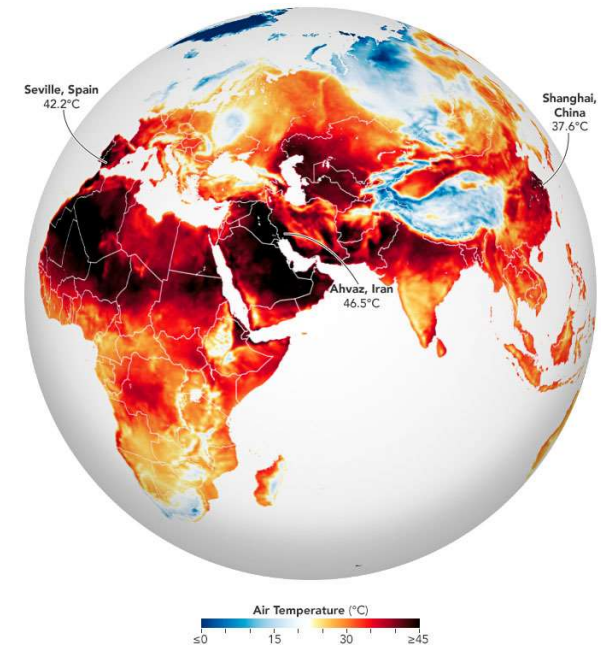 Seville, Spain
42.2°C
Shanghai,
China
37.6°C
Ahvaz, Iran
46.5°C
Air Temperature (°C)
≤0 15 30 ≥45